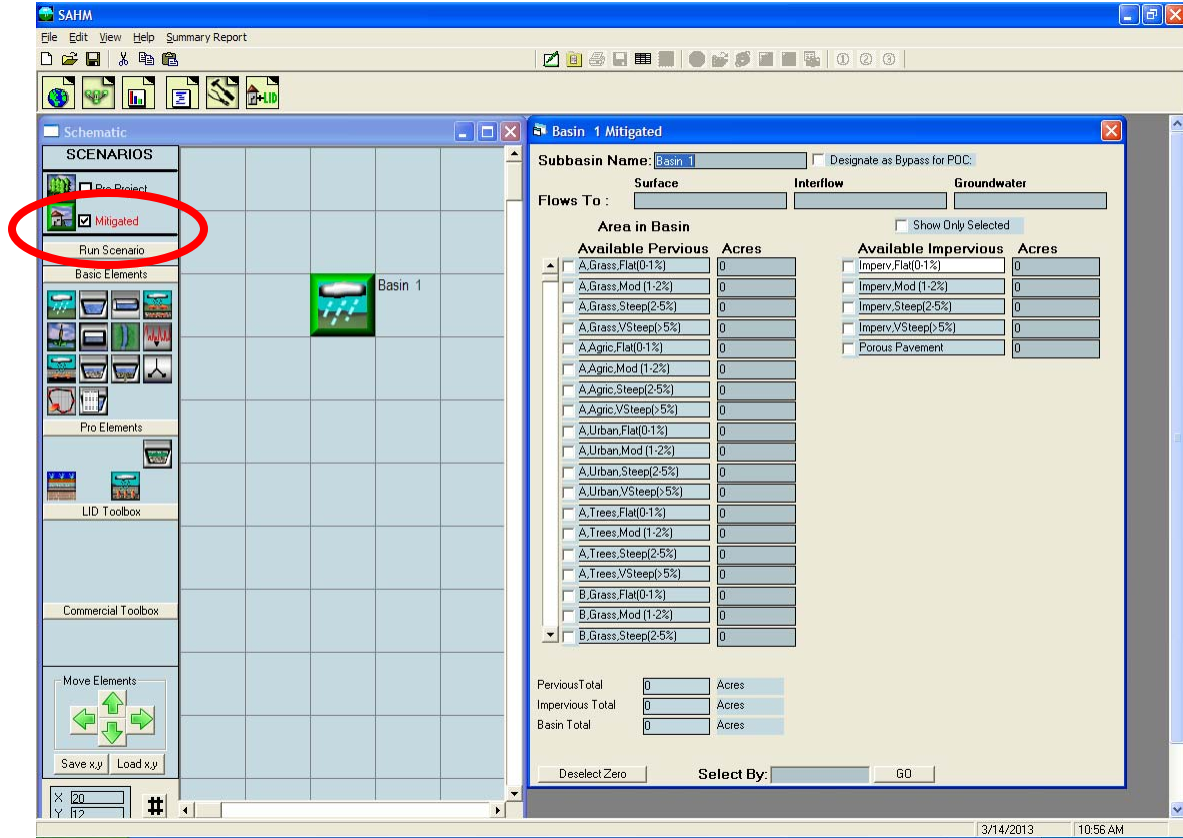 SAHM
File Edit View Help Summary Report
Schematic
SCENARIOS
Pre-Project
Mitigated
Run Scenario
Basic Elements
Pro Elements
LID Toolbox
Commercial Toolbox
Move Elements
Save x,y Load x,y
X 20
Y 12
#
+LID
Basin 1
Basin 1 Mitigated
Subbasin Name: Basin 1 Designate as Bypass for POC:
Surface Interflow Groundwater
Flows To :
Area in Basin Show Only Selected
Available Pervious Acres Available Impervious Acres
A,Grass,Flat(0-1%) 0 Imperv,Flat(0-1%) 0
A,Grass,Mod (1-2%) 0 Imperv,Mod (1-2%) 0
A,Grass,Steep(2-5%) 0 Imperv,Steep(2-5%) 0
A,Grass,VSteep(>5%) 0 Imperv,VSteep(>5%) 0
A,Agric,Flat(0-1%) 0 Porous Pavement 0
A,Agric,Mod (1-2%) 0
A,Agric,Steep(2-5%) 0
A,Agric,VSteep(>5%) 0
A,Urban,Flat(0-1%) 0
A,Urban,Mod (1-2%) 0
A,Urban,Steep(2-5%) 0
A,Urban,VSteep(>5%) 0
A,Trees,Flat(0-1%) 0
A,Trees,Mod (1-2%) 0
A,Trees,Steep(2-5%) 0
A,Trees,VSteep(>5%) 0
B,Grass,Flat(0-1%) 0
B,Grass,Mod (1-2%) 0
B,Grass,Steep(2-5%) 0
PerviousTotal 0 Acres
Impervious Total 0 Acres
Basin Total 0 Acres
Deselect Zero Select By: GO
3/14/2013 10:56 AM